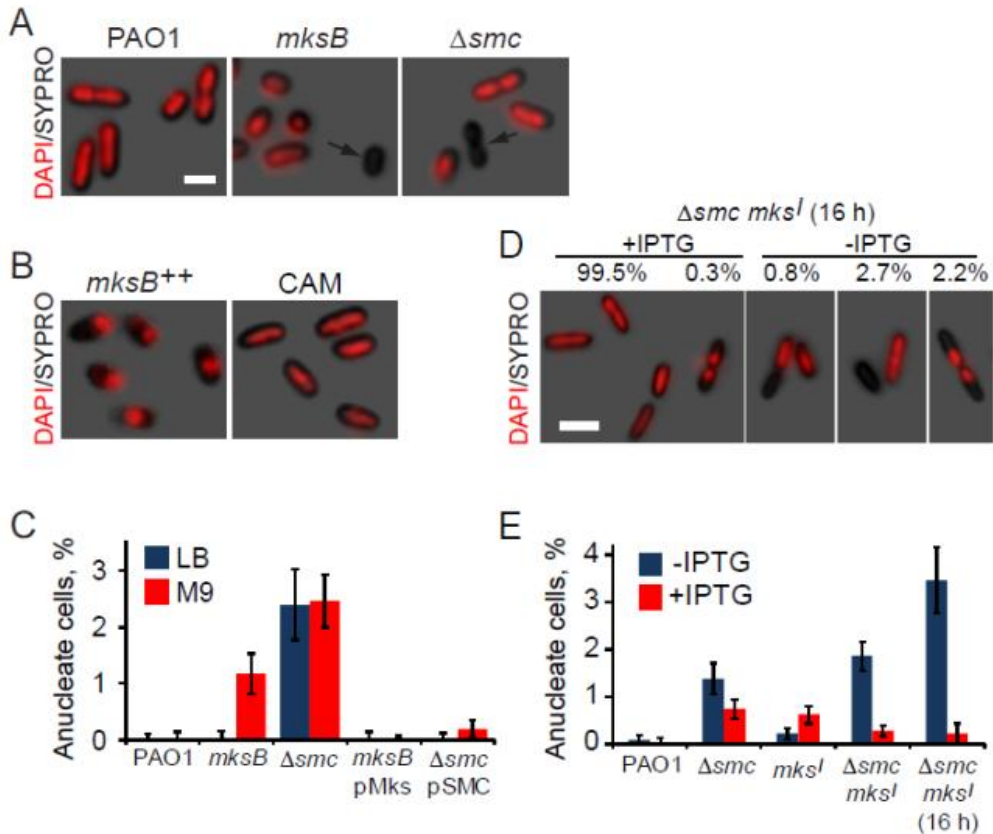 A
PAO1 mksB Δsmc
DAPI/SYPRO
B
mksB++ CAM
DAPI/SYPRO
C
Anucleate cells, %
3
2
1
0
LB
M9
PAO1 mksB Δsmc mksB Δsmc
pMks pSMC
D
Δsmc mksI (16 h)
+IPTG -IPTG
99.5% 0.3% 0.8% 2.7% 2.2%
DAPI/SYPRO
E
Anucleate cells, %
4
3
2
1
0
-IPTG
+IPTG
PAO1 Δsmc mksI Δsmc Δsmc
mksI mksI
(16 h)